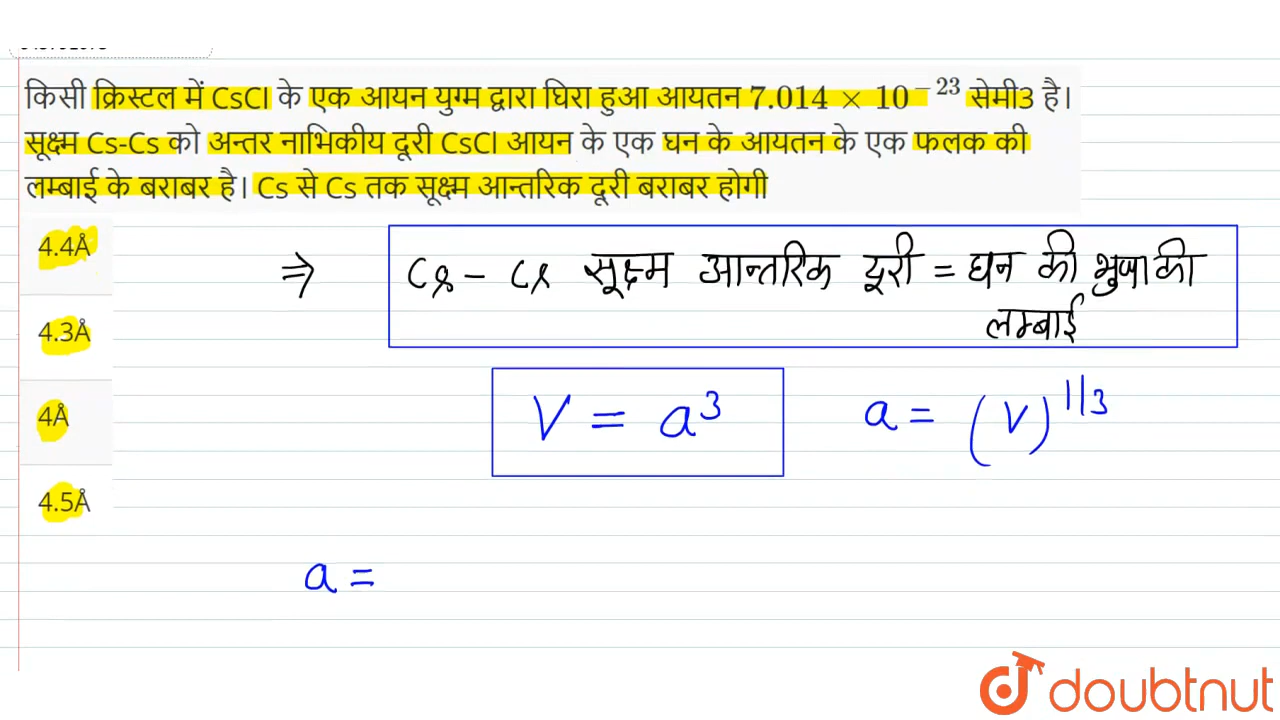 किसी क्रिस्टल में CsCl के एक आयन युग्म द्वारा घिरा हुआ आयतन 7.014 × 10⁻²³ सेमी3 है।
सूक्ष्म Cs-Cs को अन्तर नाभिकीय दूरी CsCl आयन के एक घन के आयतन के एक फलक की
लम्बाई के बराबर है। Cs से Cs तक सूक्ष्म आन्तरिक दूरी बराबर होगी
4.4Å
4.3Å
4Å
4.5Å
⇒ Cs - Cs सूक्ष्म आन्तरिक दूरी = घन की भुजा की
लम्बाई
V = a³ a = (V)^1/3
a =
doubtnut